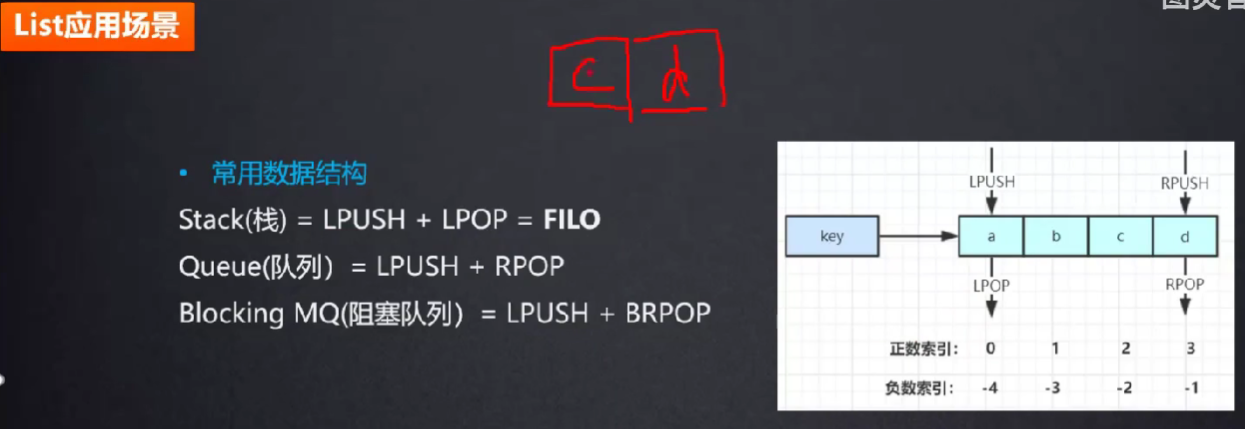 List应用场景
c d
• 常用数据结构
Stack(栈) = LPUSH + LPOP = FILO
Queue(队列) = LPUSH + RPOP
Blocking MQ(阻塞队列) = LPUSH + BRPOP
LPUSH RPUSH
key a b c d
LPOP RPOP
正数索引: 0 1 2 3
负数索引: -4 -3 -2 -1